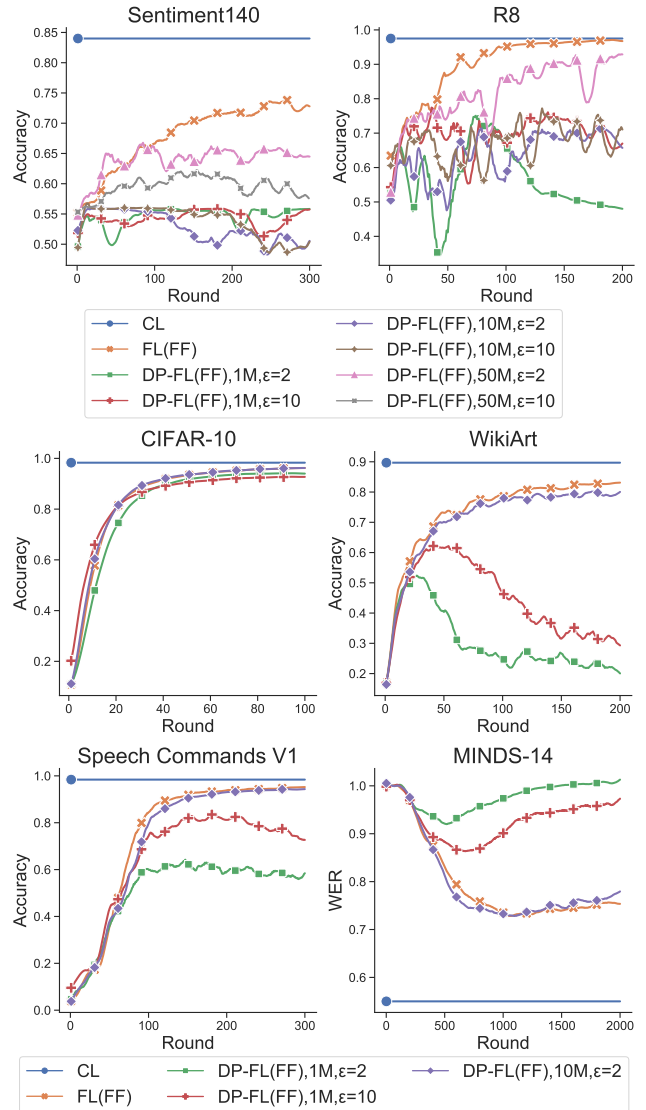 Sentiment140
R8
0.85
0.80
0.75
0.70
0.65
0.60
0.55
0.50
Accuracy
0
100
200
300
Round
1.0
0.9
0.8
0.7
0.6
0.5
0.4
Accuracy
0
50
100
150
200
Round
CL
FL(FF)
DP-FL(FF),1M,ε=2
DP-FL(FF),1M,ε=10
DP-FL(FF),10M,ε=2
DP-FL(FF),10M,ε=10
DP-FL(FF),50M,ε=2
DP-FL(FF),50M,ε=10
CIFAR-10
WikiArt
1.0
0.8
0.6
0.4
0.2
Accuracy
0
20
40
60
80
100
Round
0.9
0.8
0.7
0.6
0.5
0.4
0.3
0.2
Accuracy
0
50
100
150
200
Round
Speech Commands V1
MINDS-14
1.0
0.8
0.6
0.4
0.2
0.0
Accuracy
0
100
200
300
Round
1.0
0.9
0.8
0.7
0.6
WER
0
500
1000
1500
2000
Round
CL
FL(FF)
DP-FL(FF),1M,ε=2
DP-FL(FF),1M,ε=10
DP-FL(FF),10M,ε=2